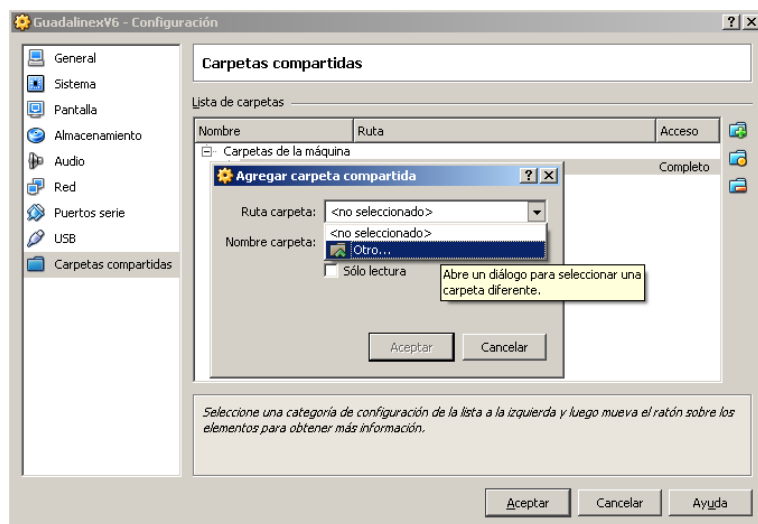 GuadalinexV6 - Configuración
General
Sistema
Pantalla
Almacenamiento
Audio
Red
Puertos serie
USB
Carpetas compartidas
Carpetas compartidas
Lista de carpetas
Nombre Ruta Acceso
Carpetas de la máquina
Completo
Agregar carpeta compartida
Ruta carpeta: <no seleccionado>
<no seleccionado>
Nombre carpeta: Otro...
Sólo lectura
Abre un diálogo para seleccionar una
carpeta diferente.
Aceptar Cancelar
Seleccione una categoría de configuración de la lista a la izquierda y luego mueva el ratón sobre los
elementos para obtener más información.
Aceptar Cancelar Ayuda